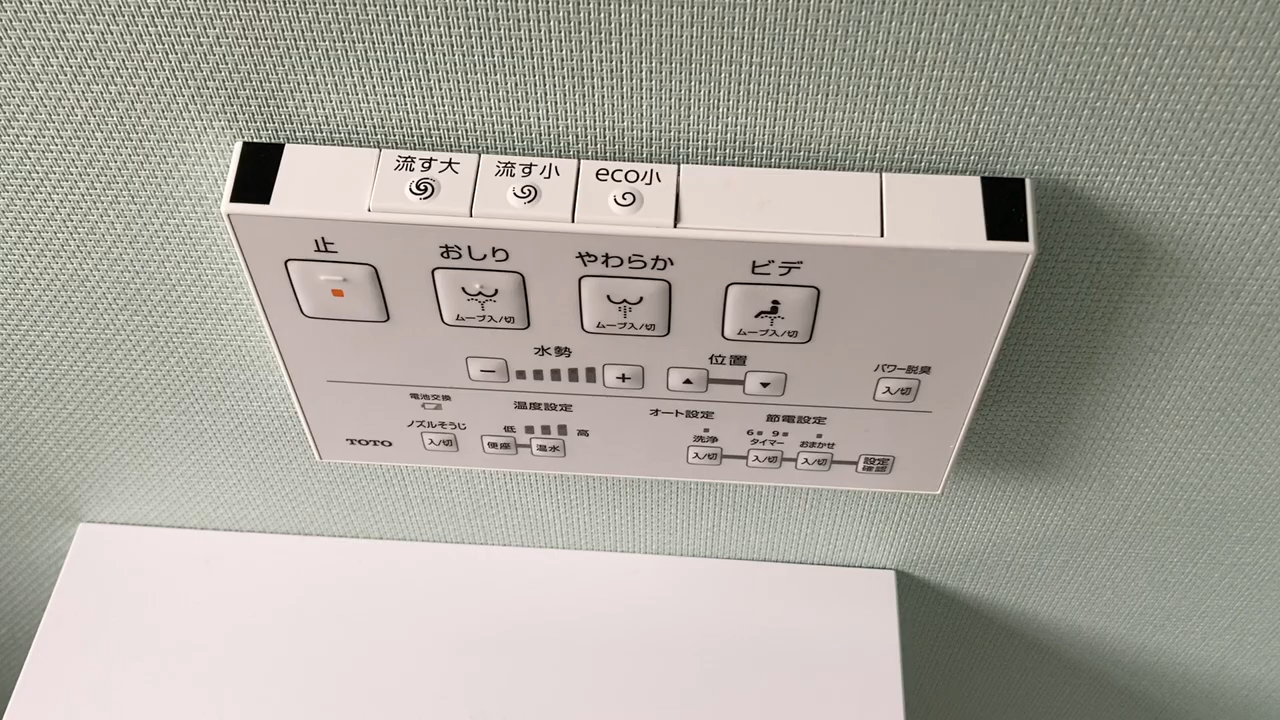 流す大
流す小
eco小
止
おしり
やわらか
ビデ
ムーブ入/切
ムーブ入/切
ムーブ入/切
水勢
位置
パワー脱臭
− +
▲ ▼
入/切
電池交換
温度設定
オート設定
節電設定
TOTO
ノズルそうじ
入/切
低
高
便座
温水
洗浄
入/切
6 9
タイマー
入/切
おまかせ
入/切
設定
確認